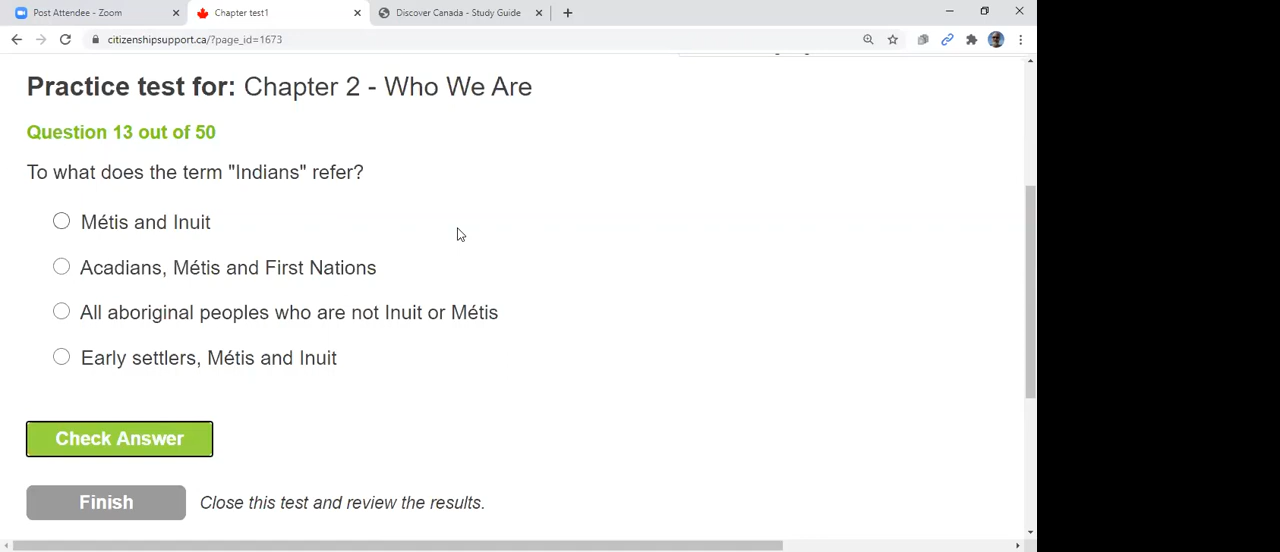 Post Attendee - Zoom
Chapter test1
Discover Canada - Study Guide
citizenshipsupport.ca/?page_id=1673
Practice test for: Chapter 2 - Who We Are
Question 13 out of 50
To what does the term "Indians" refer?
Métis and Inuit
Acadians, Métis and First Nations
All aboriginal peoples who are not Inuit or Métis
Early settlers, Métis and Inuit
Check Answer
Finish
Close this test and review the results.